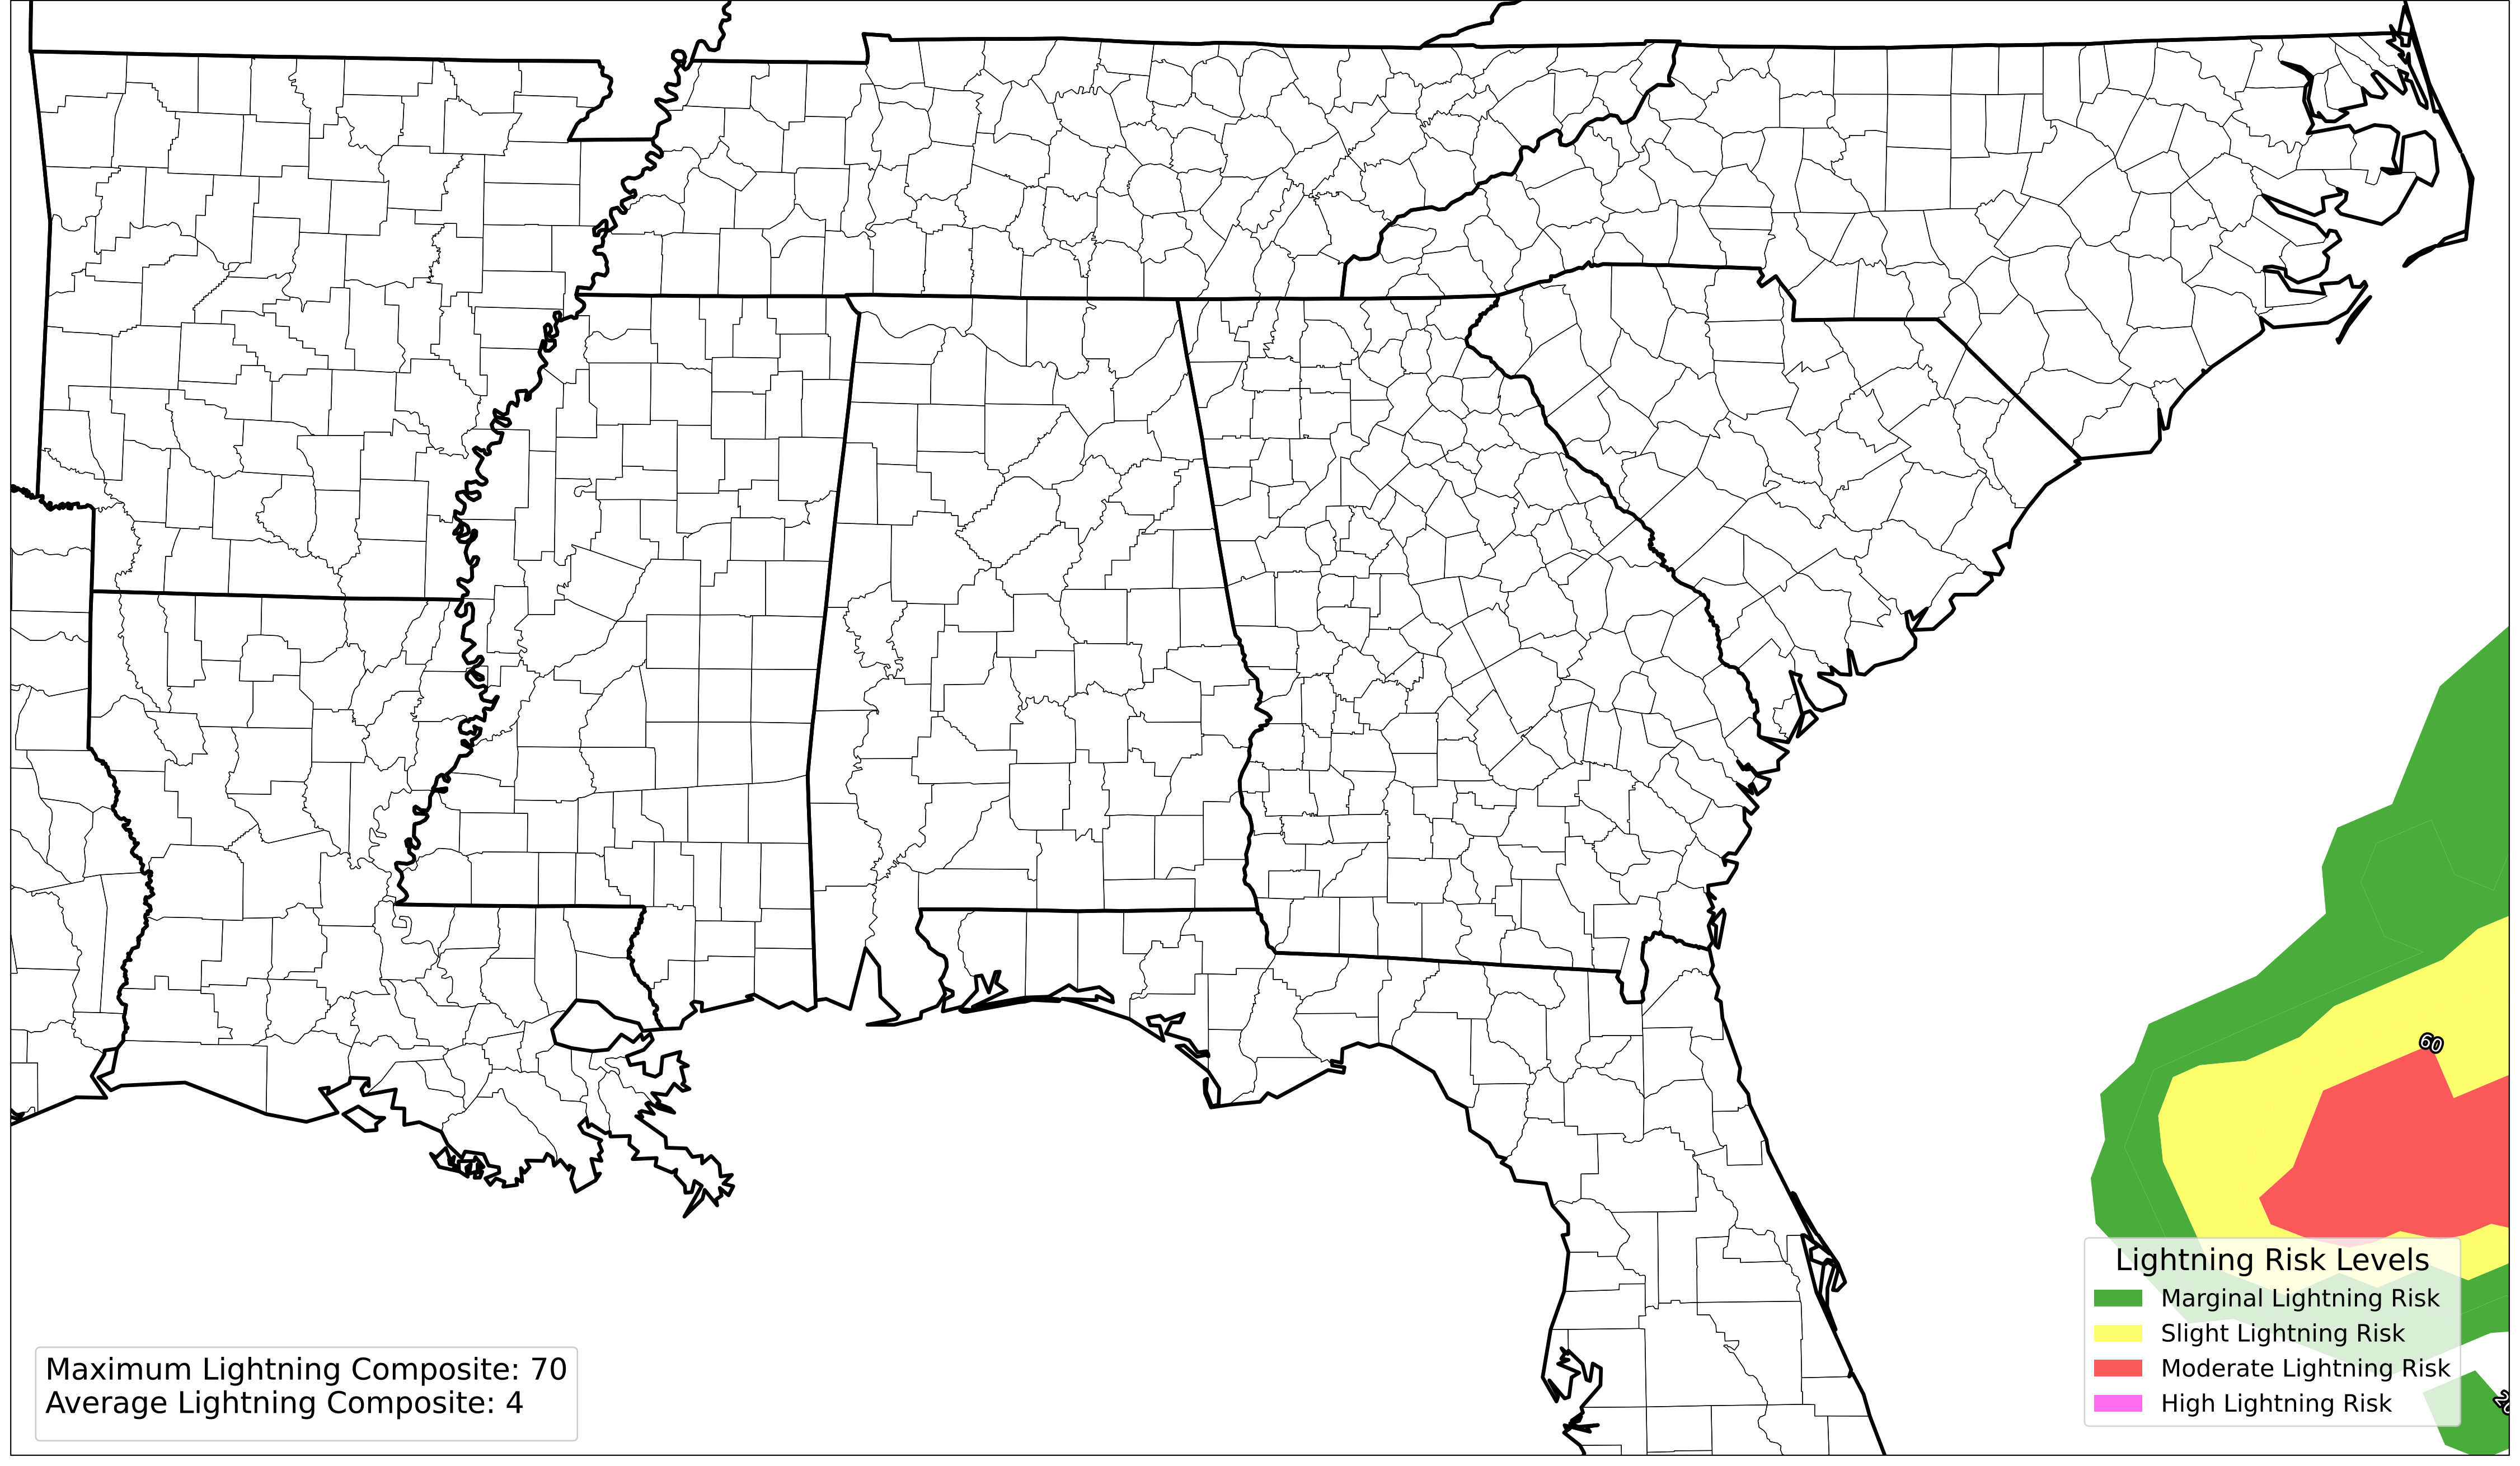 60
Lightning Risk Levels
Marginal Lightning Risk
Slight Lightning Risk
Moderate Lightning Risk
High Lightning Risk
Maximum Lightning Composite: 70
Average Lightning Composite: 4